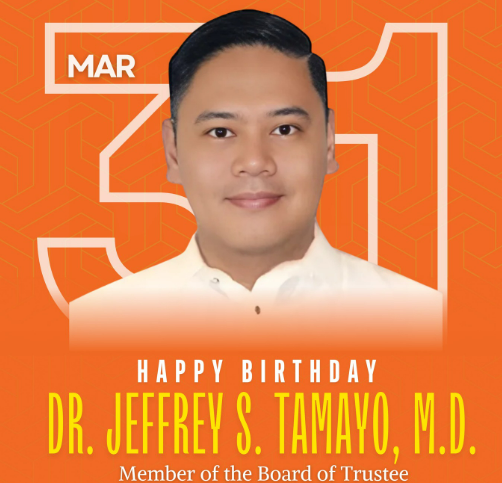 MAR
31
HAPPY BIRTHDAY
DR. JEFFREY S. TAMAYO, M.D.
Member of the Board of Trustee